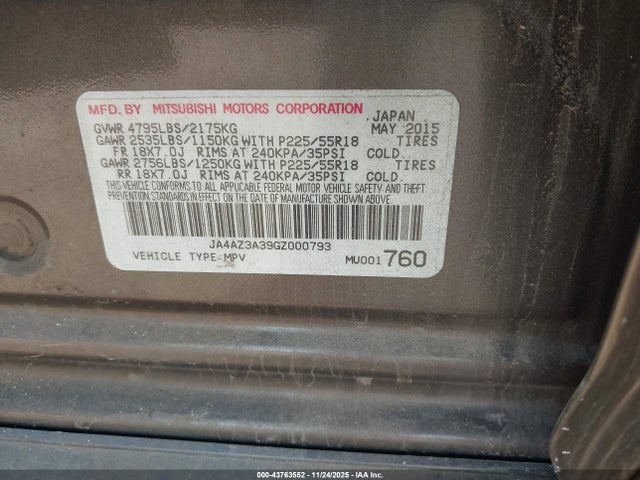 MFD. BY MITSUBISHI MOTORS CORPORATION , JAPAN
GVWR 4795LBS/2175KG MAY 2015
GAWR 2535LBS/1150KG WITH P225/55R18 TIRES
FR 18X7.0J RIMS AT 240KPA/35PSI COLD.
GAWR 2756LBS/1250KG WITH P225/55R18 TIRES
RR 18X7.0J RIMS AT 240KPA/35PSI COLD.
THIS VEHICLE CONFORMS TO ALL APPLICABLE FEDERAL MOTOR VEHICLE SAFETY AND THEFT
PREVENTION STANDARDS IN EFFECT ON THE DATE OF MANUFACTURE SHOWN ABOVE.
JA4AZ3A39GZ000793
VEHICLE TYPE:MPV MU001 760
000-43763552 - 11/24/2025 - IAA Inc.